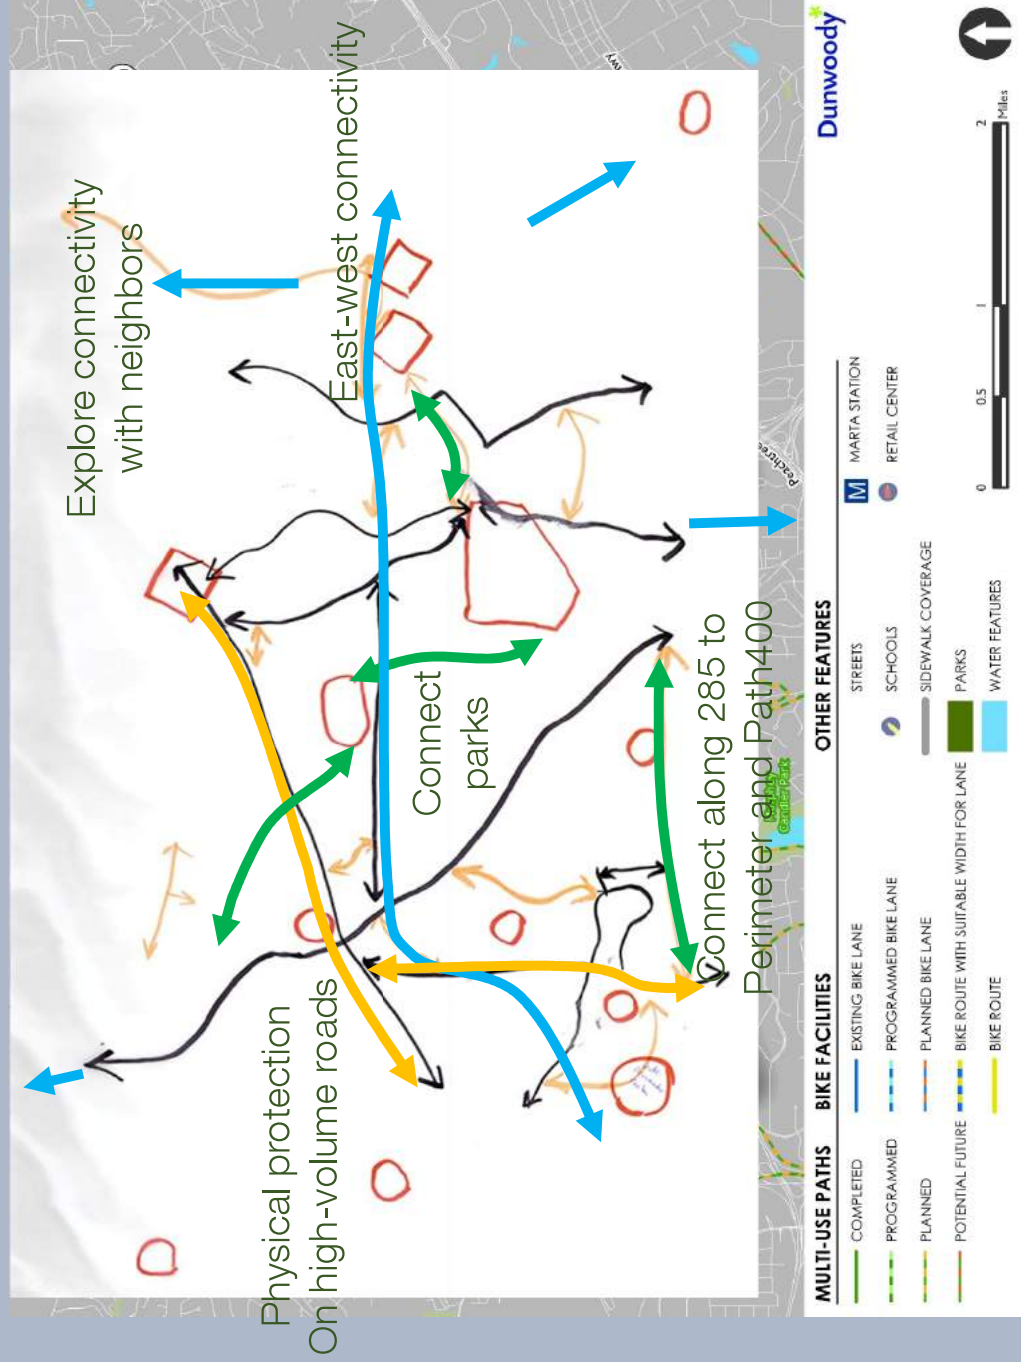 Explore connectivity
with neighbors
East-west connectivity
Connect
parks
Connect along 285 to
Perimeter and Path400
Physical protection
On high-volume roads
Peachtree
Dunwoody
MULTI-USE PATHS
COMPLETED
PROGRAMMED
PLANNED
POTENTIAL FUTURE
BIKE FACILITIES
EXISTING BIKE LANE
PROGRAMMED BIKE LANE
PLANNED BIKE LANE
BIKE ROUTE WITH SUITABLE WIDTH FOR LANE
BIKE ROUTE
OTHER FEATURES
STREETS
SCHOOLS
SIDEWALK COVERAGE
PARKS
WATER FEATURES
M MARTA STATION
RETAIL CENTER
0 0.5 1 2
Miles